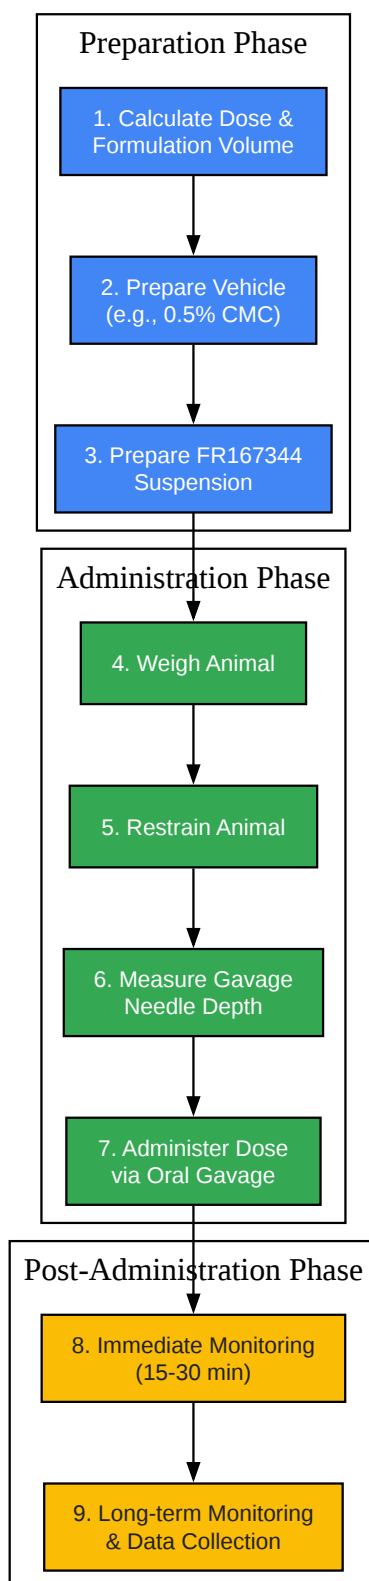 Preparation Phase
1. Calculate Dose &
Formulation Volume
2. Prepare Vehicle
(e.g., 0.5% CMC)
3. Prepare FR167344
Suspension
Administration Phase
4. Weigh Animal
5. Restrain Animal
6. Measure Gavage
Needle Depth
7. Administer Dose
via Oral Gavage
Post-Administration Phase
8. Immediate Monitoring
(15-30 min)
9. Long-term Monitoring
& Data Collection